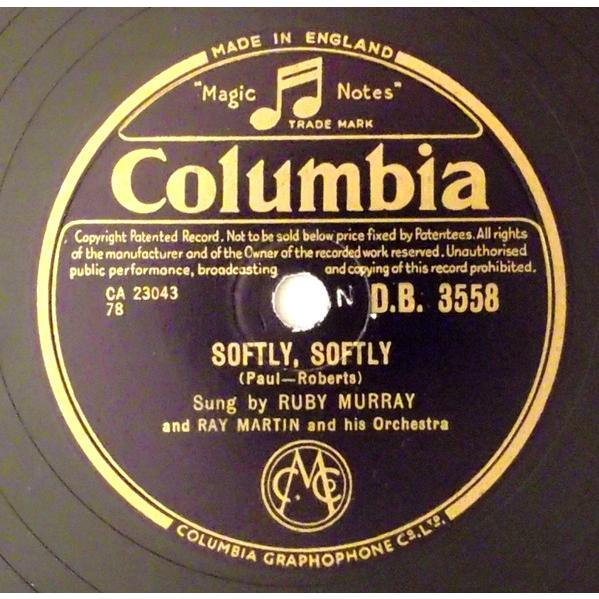 MADE IN ENGLAND
"Magic Notes"
TRADE MARK
Columbia
Copyright Patented Record. Not to be sold below price fixed by Patentees. All rights
of the manufacturer and of the Owner of the recorded work reserved. Unauthorised
public performance, broadcasting and copying of this record prohibited.
CA 23043
78
N D.B. 3558
SOFTLY, SOFTLY
(Paul—Roberts)
Sung by RUBY MURRAY
and RAY MARTIN and his Orchestra
COLUMBIA GRAPHOPHONE Co. LTD.